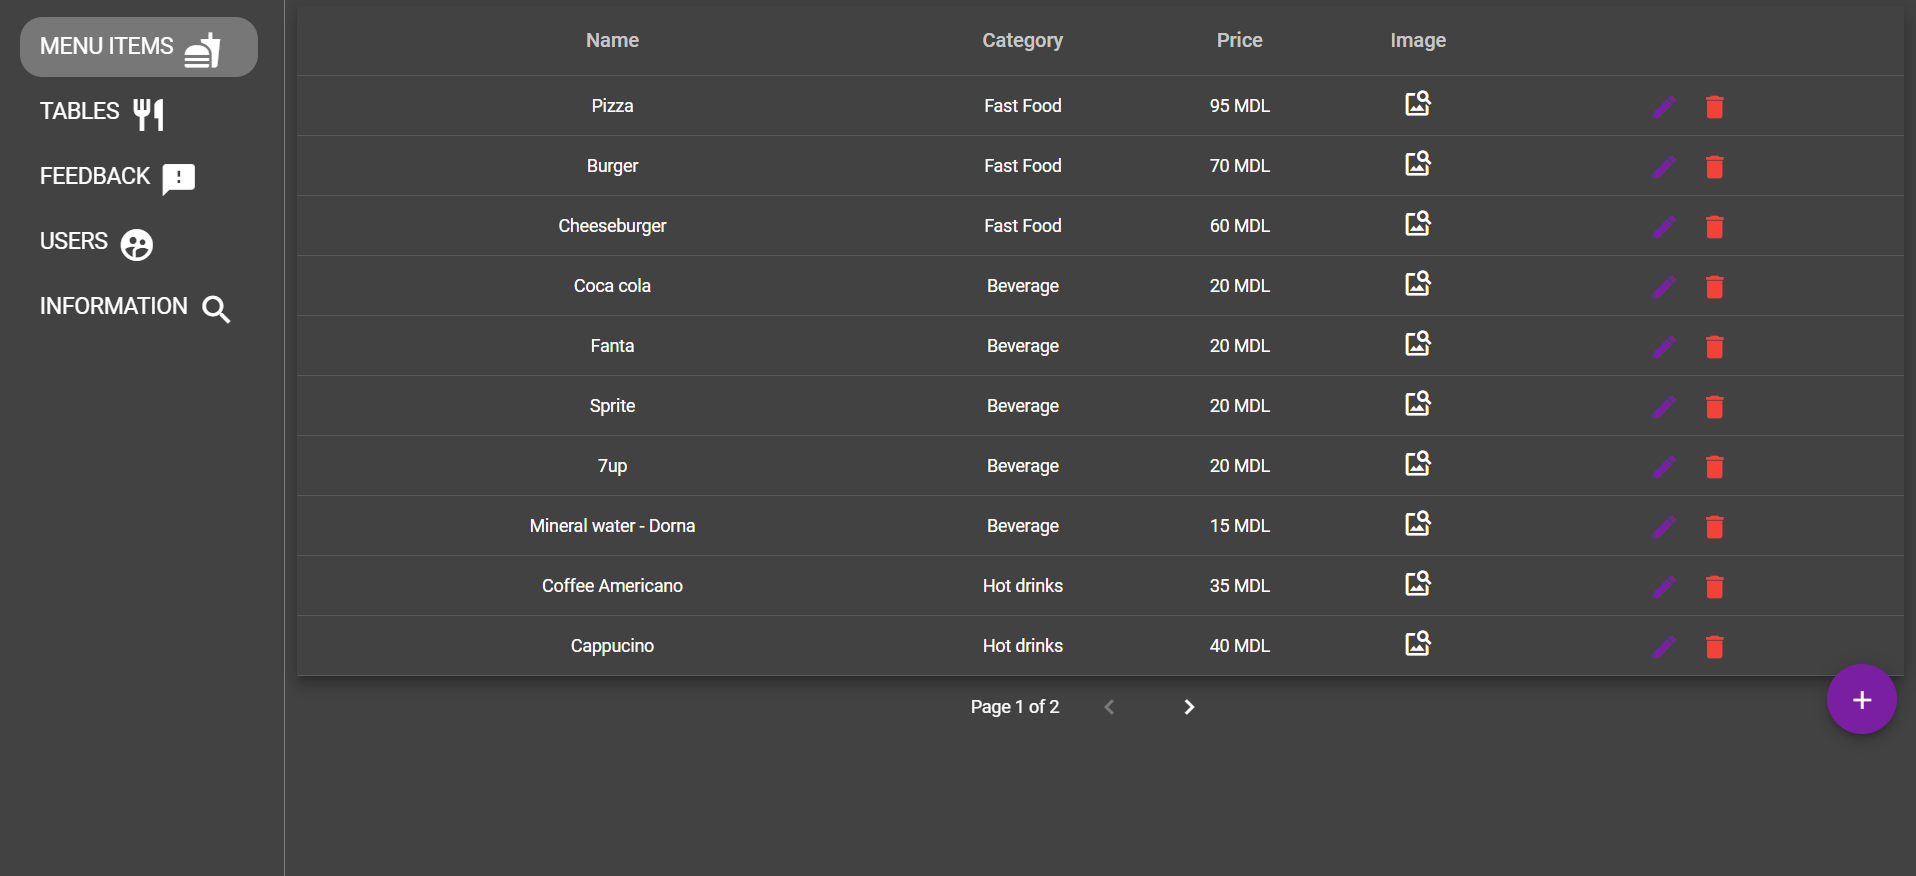 MENU ITEMS
TABLES
FEEDBACK
USERS
INFORMATION
Name Category Price Image
Pizza Fast Food 95 MDL
Burger Fast Food 70 MDL
Cheeseburger Fast Food 60 MDL
Coca cola Beverage 20 MDL
Fanta Beverage 20 MDL
Sprite Beverage 20 MDL
7up Beverage 20 MDL
Mineral water - Dorna Beverage 15 MDL
Coffee Americano Hot drinks 35 MDL
Cappucino Hot drinks 40 MDL
Page 1 of 2